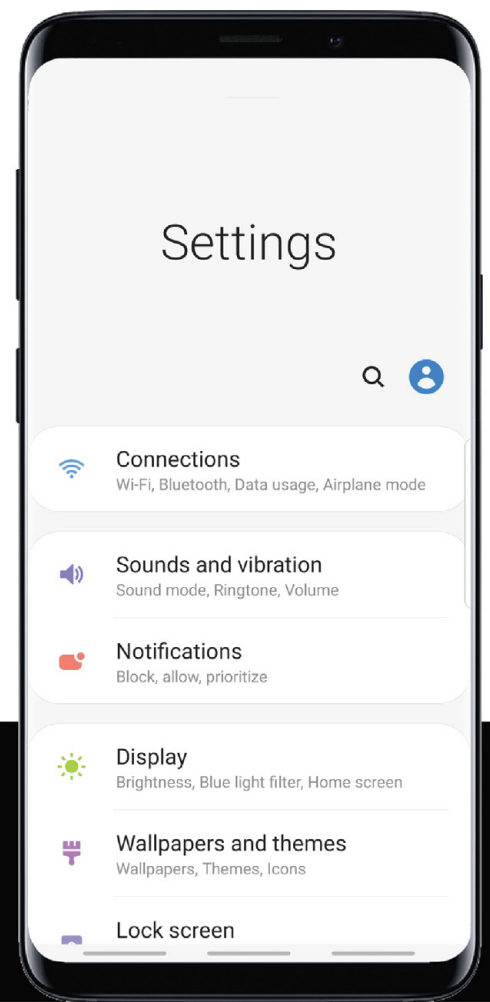 Settings
Connections
Wi-Fi, Bluetooth, Data usage, Airplane mode
Sounds and vibration
Sound mode, Ringtone, Volume
Notifications
Block, allow, prioritize
Display
Brightness, Blue light filter, Home screen
Wallpapers and themes
Wallpapers, Themes, Icons
Lock screen